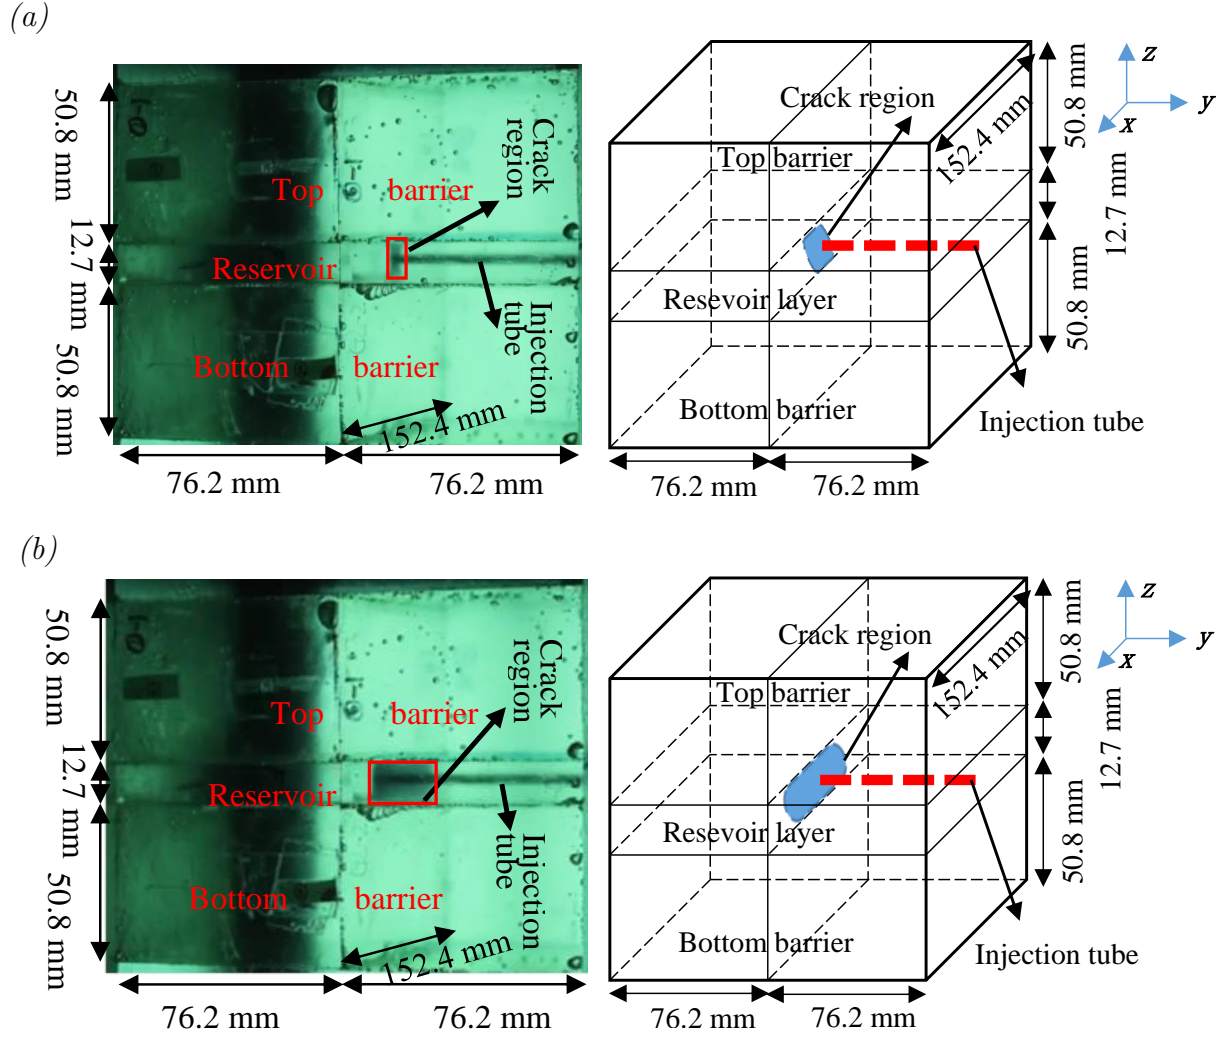 (a)
50.8 mm
12.7 mm
50.8 mm
Top barrier
Reservoir
Bottom barrier
Crack
region
Injection
tube
152.4 mm
76.2 mm
76.2 mm
Crack region
Top barrier
Resevoir layer
Bottom barrier
Injection tube
152.4 mm
50.8 mm
12.7 mm
50.8 mm
z
y
x
76.2 mm
76.2 mm
(b)
50.8 mm
12.7 mm
50.8 mm
Top barrier
Reservoir
Bottom barrier
Crack
region
Injection
tube
152.4 mm
76.2 mm
76.2 mm
Crack region
Top barrier
Resevoir layer
Bottom barrier
Injection tube
152.4 mm
50.8 mm
12.7 mm
50.8 mm
z
y
x
76.2 mm
76.2 mm